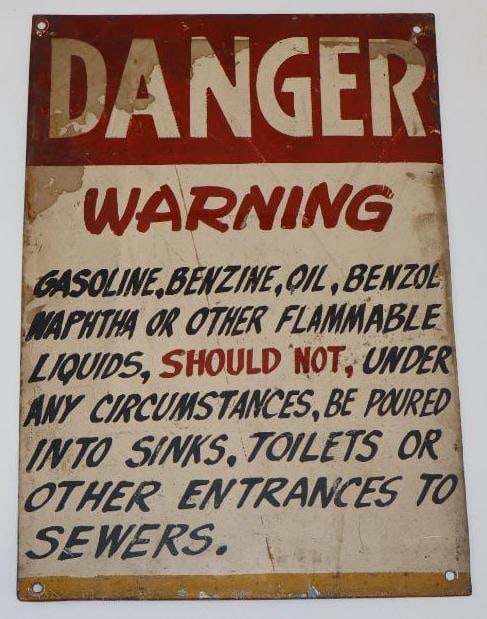 DANGER
WARNING
GASOLINE, BENZINE, OIL, BENZOL
NAPHTHA OR OTHER FLAMMABLE
LIQUIDS, SHOULD NOT, UNDER
ANY CIRCUMSTANCES, BE POURED
INTO SINKS, TOILETS OR
OTHER ENTRANCES TO
SEWERS.